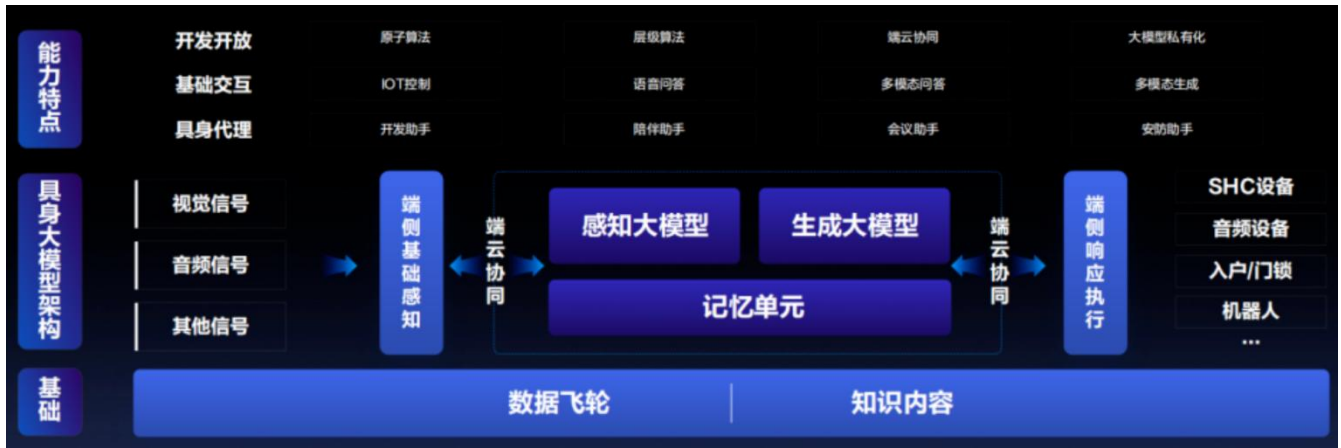 能力特点
开发开放 原子算法 层级算法 端云协同 大模型私有化
基础交互 IOT控制 语音问答 多模态问答 多模态生成
具身代理 开发助手 陪伴助手 会议助手 安防助手
具身大模型架构
视觉信号
音频信号
其他信号
端侧基础感知
端云协同
感知大模型
生成大模型
记忆单元
端云协同
端侧响应执行
SHC设备
音频设备
入户/门锁
机器人
...
基础
数据飞轮
知识内容